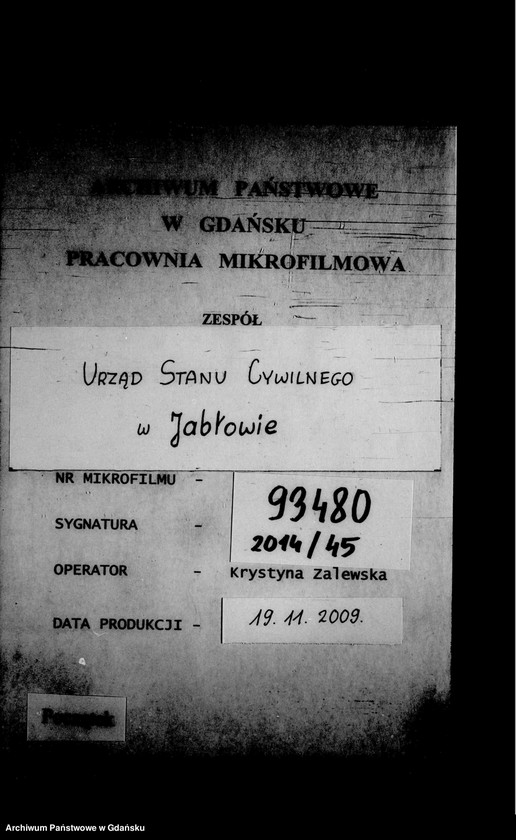 ARCHIWUM PAŃSTWOWE
W GDAŃSKU
PRACOWNIA MIKROFILMOWA
ZESPÓŁ
URZĄD STANU CYWILNEGO
w Jabłowie
NR MIKROFILMU - 93480
SYGNATURA - 2014/45
OPERATOR - Krystyna Zalewska
DATA PRODUKCJI - 19. 11. 2009.
Początek
Archiwum Państwowe w Gdańsku